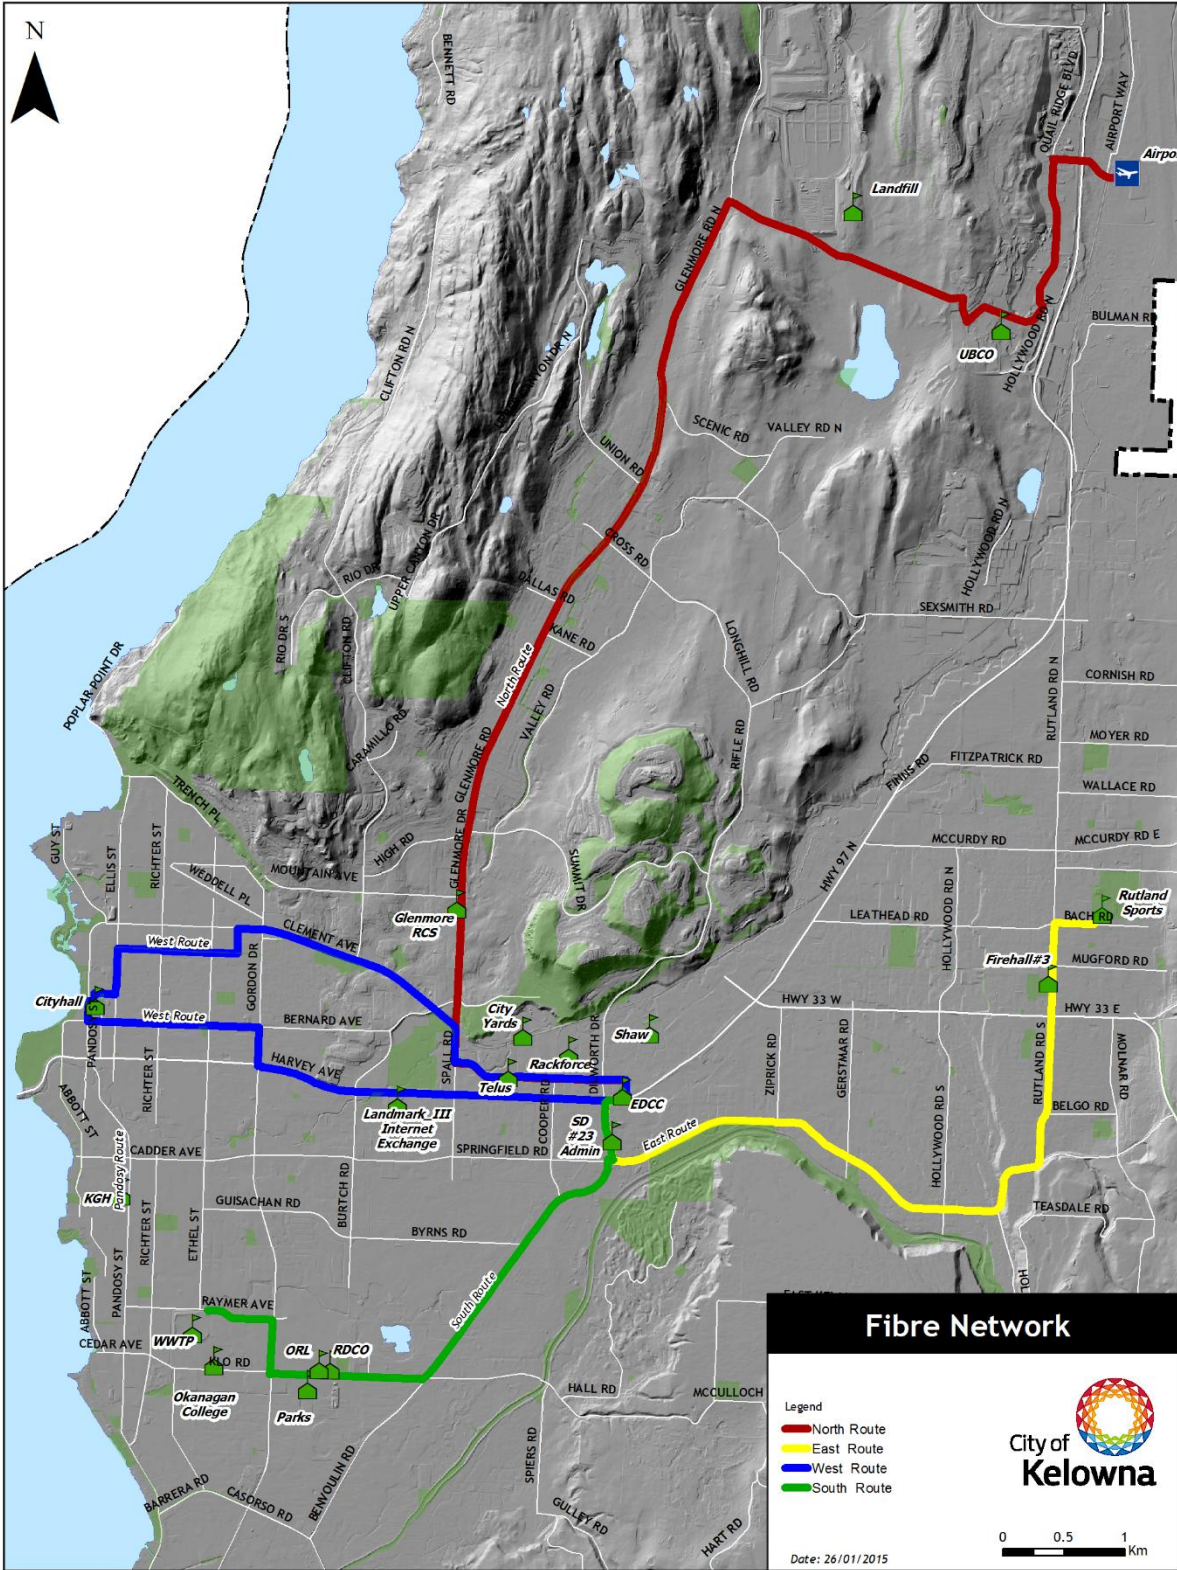 N
BENNETT RD
QUAIL RIDGE BLVD
AIRPORT WAY
Airpo
Landfill
GLENMORE RD N
CLIFTON RD N
HOLLYWOOD RD N
BULMAN RD
UBCO
SCENIC RD
VALLEY RD N
UNION RD
HOLLYWOOD RD N
CROSS RD
UPPER CANYON DR
RIO DR
DALLAS RD
SEXSMITH RD
KANE RD
RIO DR S
CLIFTON RD
LONGHILL RD
North Route
POPLAR POINT DR
VALLEY RD
RUTLAND RD N
CORNISH RD
CARAMILLO RD
GLENMORE RD
RIFLE RD
MOYER RD
FINNS RD
FITZPATRICK RD
TRENCH PL
WALLACE RD
GUY ST
ELLIS ST
RICHTER ST
HIGH RD
GLENMORE DR
MCCURDY RD
MCCURDY RD E
MOUNTAIN AVE
WEDDELL PL
SUMMIT DR
HWY 97 N
HOLLYWOOD RD N
Rutland
Sports
Glenmore
RCS
LEATHEAD RD
BACH RD
CLEMENT AVE
West Route
GORDON DR
Firehall#3
MUGFORD RD
Cityhall
PANDOSY ST
West Route
BERNARD AVE
City
Yards
Shaw
HWY 33 W
HWY 33 E
HARVEY AVE
SPALL RD
Rackforce
DILWORTH DR
ZIPRICK RD
GERSTMAR RD
RUTLAND RD S
MOLNAR RD
RICHTER ST
Telus
COOPER RD
EDCC
HOLLYWOOD RD S
BELGO RD
ABBOTT ST
Landmark_III
Internet
Exchange
SD
#23
Admin
East Route
CADDER AVE
SPRINGFIELD RD
Pandosy Route
KGH
GUISACHAN RD
BURTCH RD
TEASDALE RD
RICHTER ST
ETHEL ST
BYRNS RD
ABBOTT ST
PANDOSY ST
South Route
HOL
RAYMER AVE
WWTP
CEDAR AVE
ORL
RDCO
KLO RD
Okanagan
College
Parks
HALL RD
MCCULLOCH
BARRERA RD
CASORSO RD
BENVOULIN RD
SPIERS RD
GULLEY RD
HART RD
Fibre Network
Legend
North Route
East Route
West Route
South Route
City of
Kelowna
0 0.5 1
Km
Date: 26/01/2015